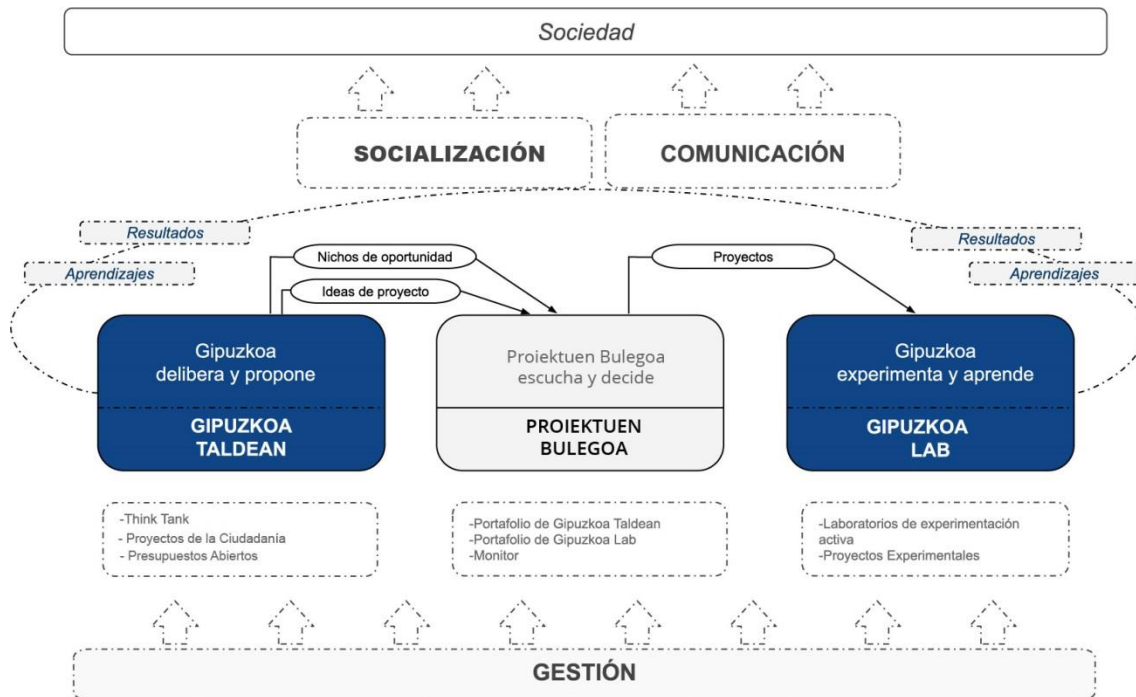 Sociedad
SOCIALIZACIÓN
COMUNICACIÓN
Resultados
Aprendizajes
Nichos de oportunidad
Ideas de proyecto
Proyectos
Resultados
Aprendizajes
Gipuzkoa
delibera y propone
GIPUZKOA
TALDEAN
Proiektuen Bulegoa
escucha y decide
PROIEKTUEN
BULEGOA
Gipuzkoa
experimenta y aprende
GIPUZKOA
LAB
-Think Tank
- Proyectos de la Ciudadanía
- Presupuestos Abiertos
-Portafolio de Gipuzkoa Taldean
-Portafolio de Gipuzkoa Lab
-Monitor
-Laboratorios de experimentación
activa
-Proyectos Experimentales
GESTIÓN